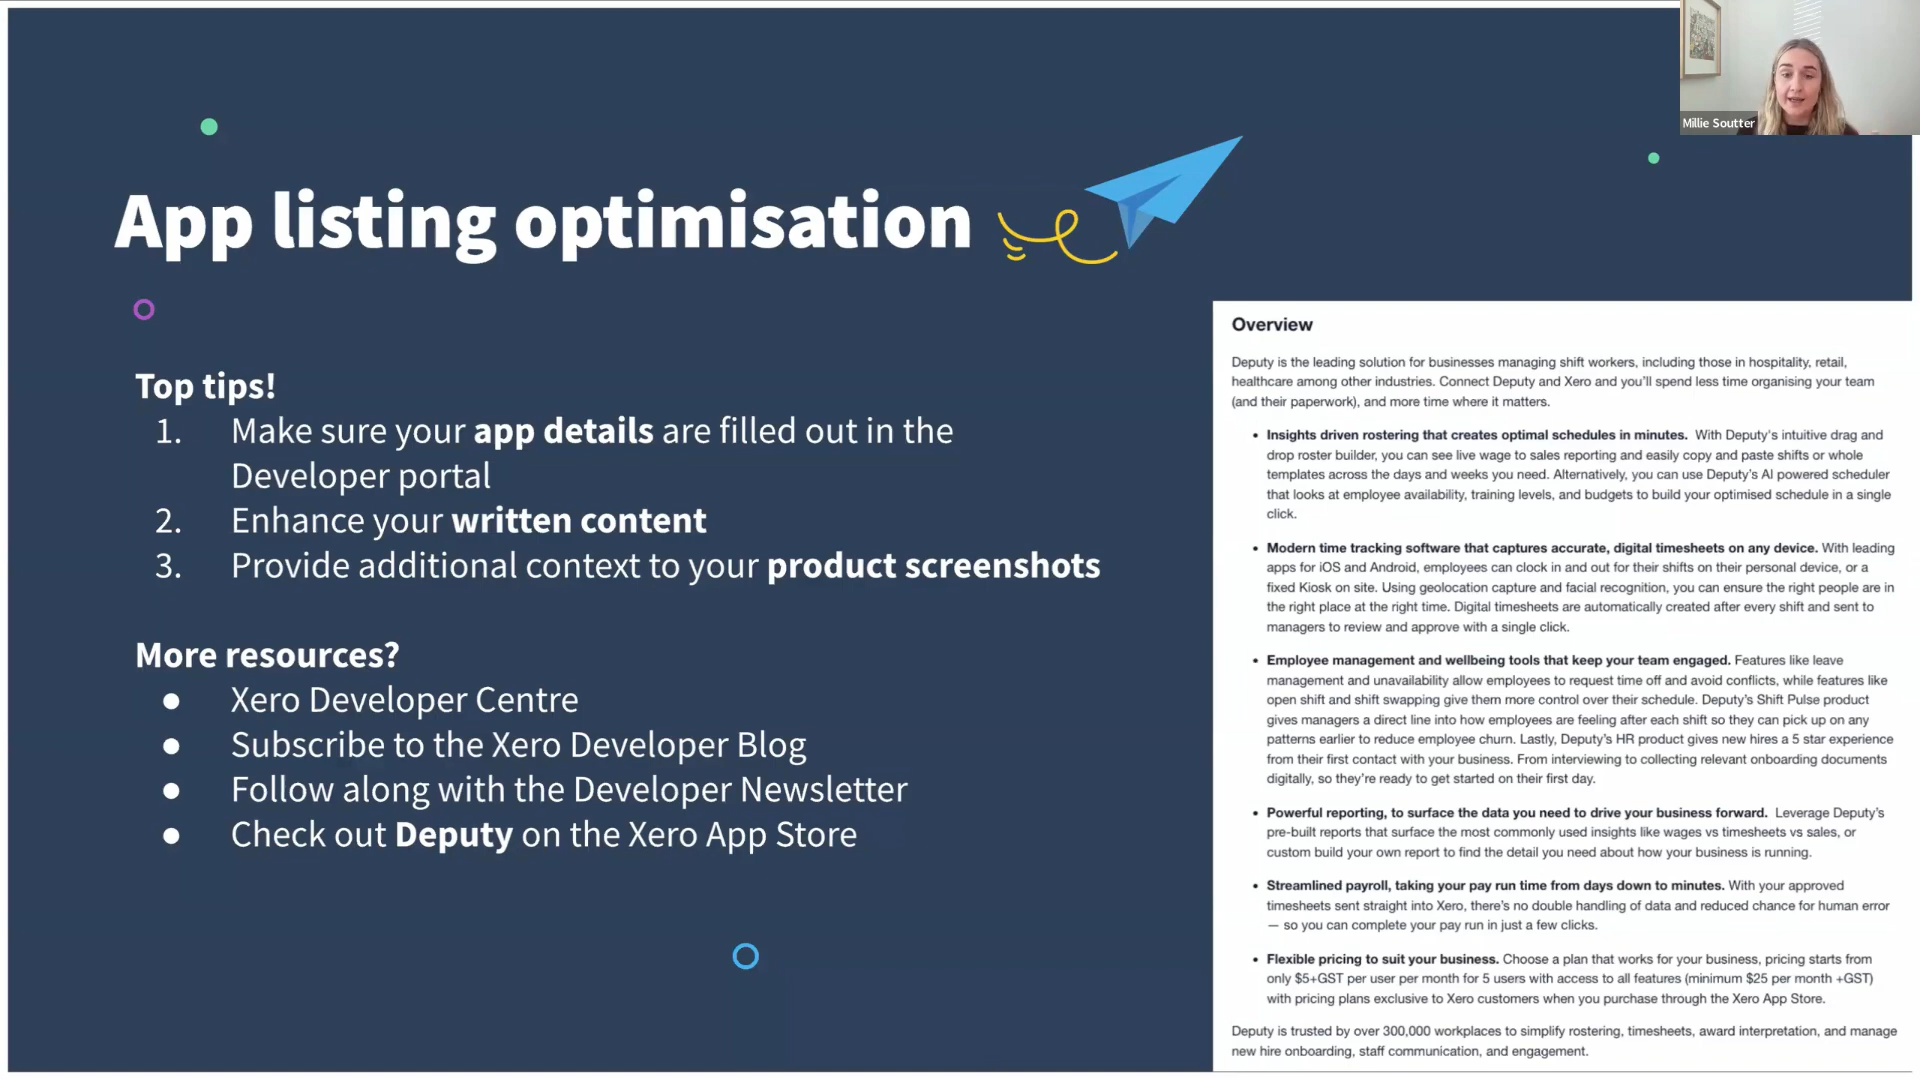 Millie Soutter
App listing optimisation
Top tips!
1. Make sure your app details are filled out in the
Developer portal
2. Enhance your written content
3. Provide additional context to your product screenshots
More resources?
● Xero Developer Centre
● Subscribe to the Xero Developer Blog
● Follow along with the Developer Newsletter
● Check out Deputy on the Xero App Store
Overview
Deputy is the leading solution for businesses managing shift workers, including those in hospitality, retail,
healthcare among other industries. Connect Deputy and Xero and you'll spend less time organising your team
(and their paperwork), and more time where it matters.
• Insights driven rostering that creates optimal schedules in minutes. With Deputy's intuitive drag and
drop roster builder, you can see live wage to sales reporting and easily copy and paste shifts or whole
templates across the days and weeks you need. Alternatively, you can use Deputy's AI powered scheduler
that looks at employee availability, training levels, and budgets to build your optimised schedule in a single
click.
• Modern time tracking software that captures accurate, digital timesheets on any device. With leading
apps for iOS and Android, employees can clock in and out for their shifts on their personal device, or a
fixed Kiosk on site. Using geolocation capture and facial recognition, you can ensure the right people are in
the right place at the right time. Digital timesheets are automatically created after every shift and sent to
managers to review and approve with a single click.
• Employee management and wellbeing tools that keep your team engaged. Features like leave
management and unavailability allow employees to request time off and avoid conflicts, while features like
open shift and shift swapping give them more control over their schedule. Deputy's Shift Pulse product
gives managers a direct line into how employees are feeling after each shift so they can pick up on any
patterns earlier to reduce employee churn. Lastly, Deputy's HR product gives new hires a 5 star experience
from their first contact with your business. From interviewing to collecting relevant onboarding documents
digitally, so they're ready to get started on their first day.
• Powerful reporting, to surface the data you need to drive your business forward. Leverage Deputy's
pre-built reports that surface the most commonly used insights like wages vs timesheets vs sales, or
custom build your own report to find the detail you need about how your business is running.
• Streamlined payroll, taking your pay run time from days down to minutes. With your approved
timesheets sent straight into Xero, there's no double handling of data and reduced chance for human error
— so you can complete your pay run in just a few clicks.
• Flexible pricing to suit your business. Choose a plan that works for your business, pricing starts from
only $5+GST per user per month for 5 users with access to all features (minimum $25 per month +GST)
with pricing plans exclusive to Xero customers when you purchase through the Xero App Store.
Deputy is trusted by over 300,000 workplaces to simplify rostering, timesheets, award interpretation, and manage
new hire onboarding, staff communication, and engagement.